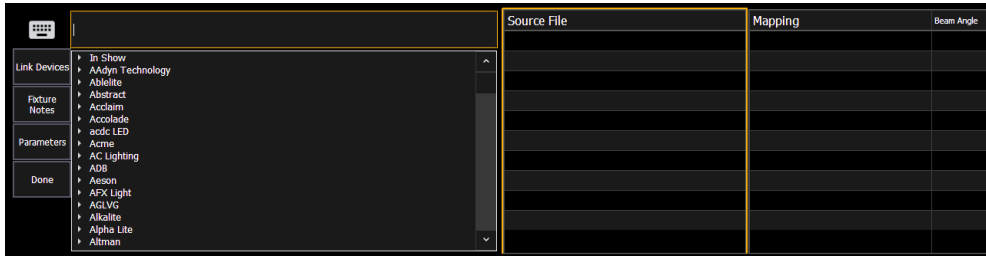 Source File
Mapping
Beam Angle
Link Devices
Fixture
Notes
Parameters
Done
In Show
AAdyn Technology
Ablelite
Abstract
Acclaim
Accolade
acdc LED
Acme
AC Lighting
ADB
Aeson
AFX Light
AGLVG
Alkalite
Alpha Lite
Altman